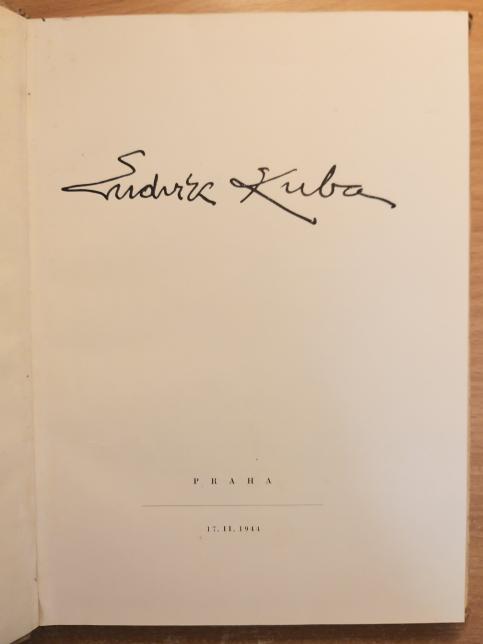 Ludvík Kuba
PRAHA
17. II. 1944